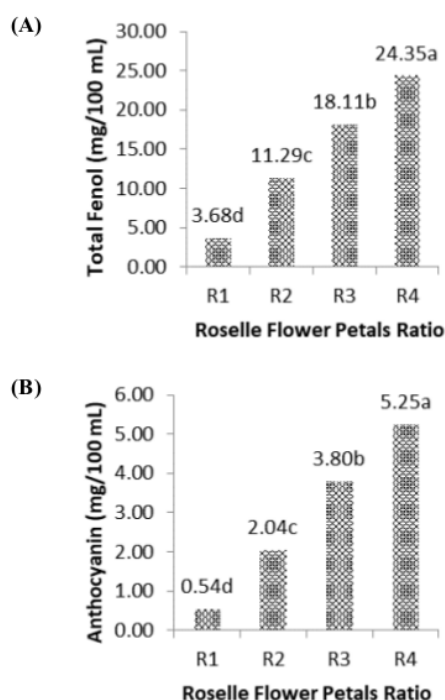 (A)
Total Fenol (mg/100 mL)
30.00
25.00
20.00
15.00
10.00
5.00
0.00
3.68d
11.29c
18.11b
24.35a
R1 R2 R3 R4
Roselle Flower Petals Ratio
(B)
Anthocyanin (mg/100 mL)
6.00
5.00
4.00
3.00
2.00
1.00
0.00
0.54d
2.04c
3.80b
5.25a
R1 R2 R3 R4
Roselle Flower Petals Ratio